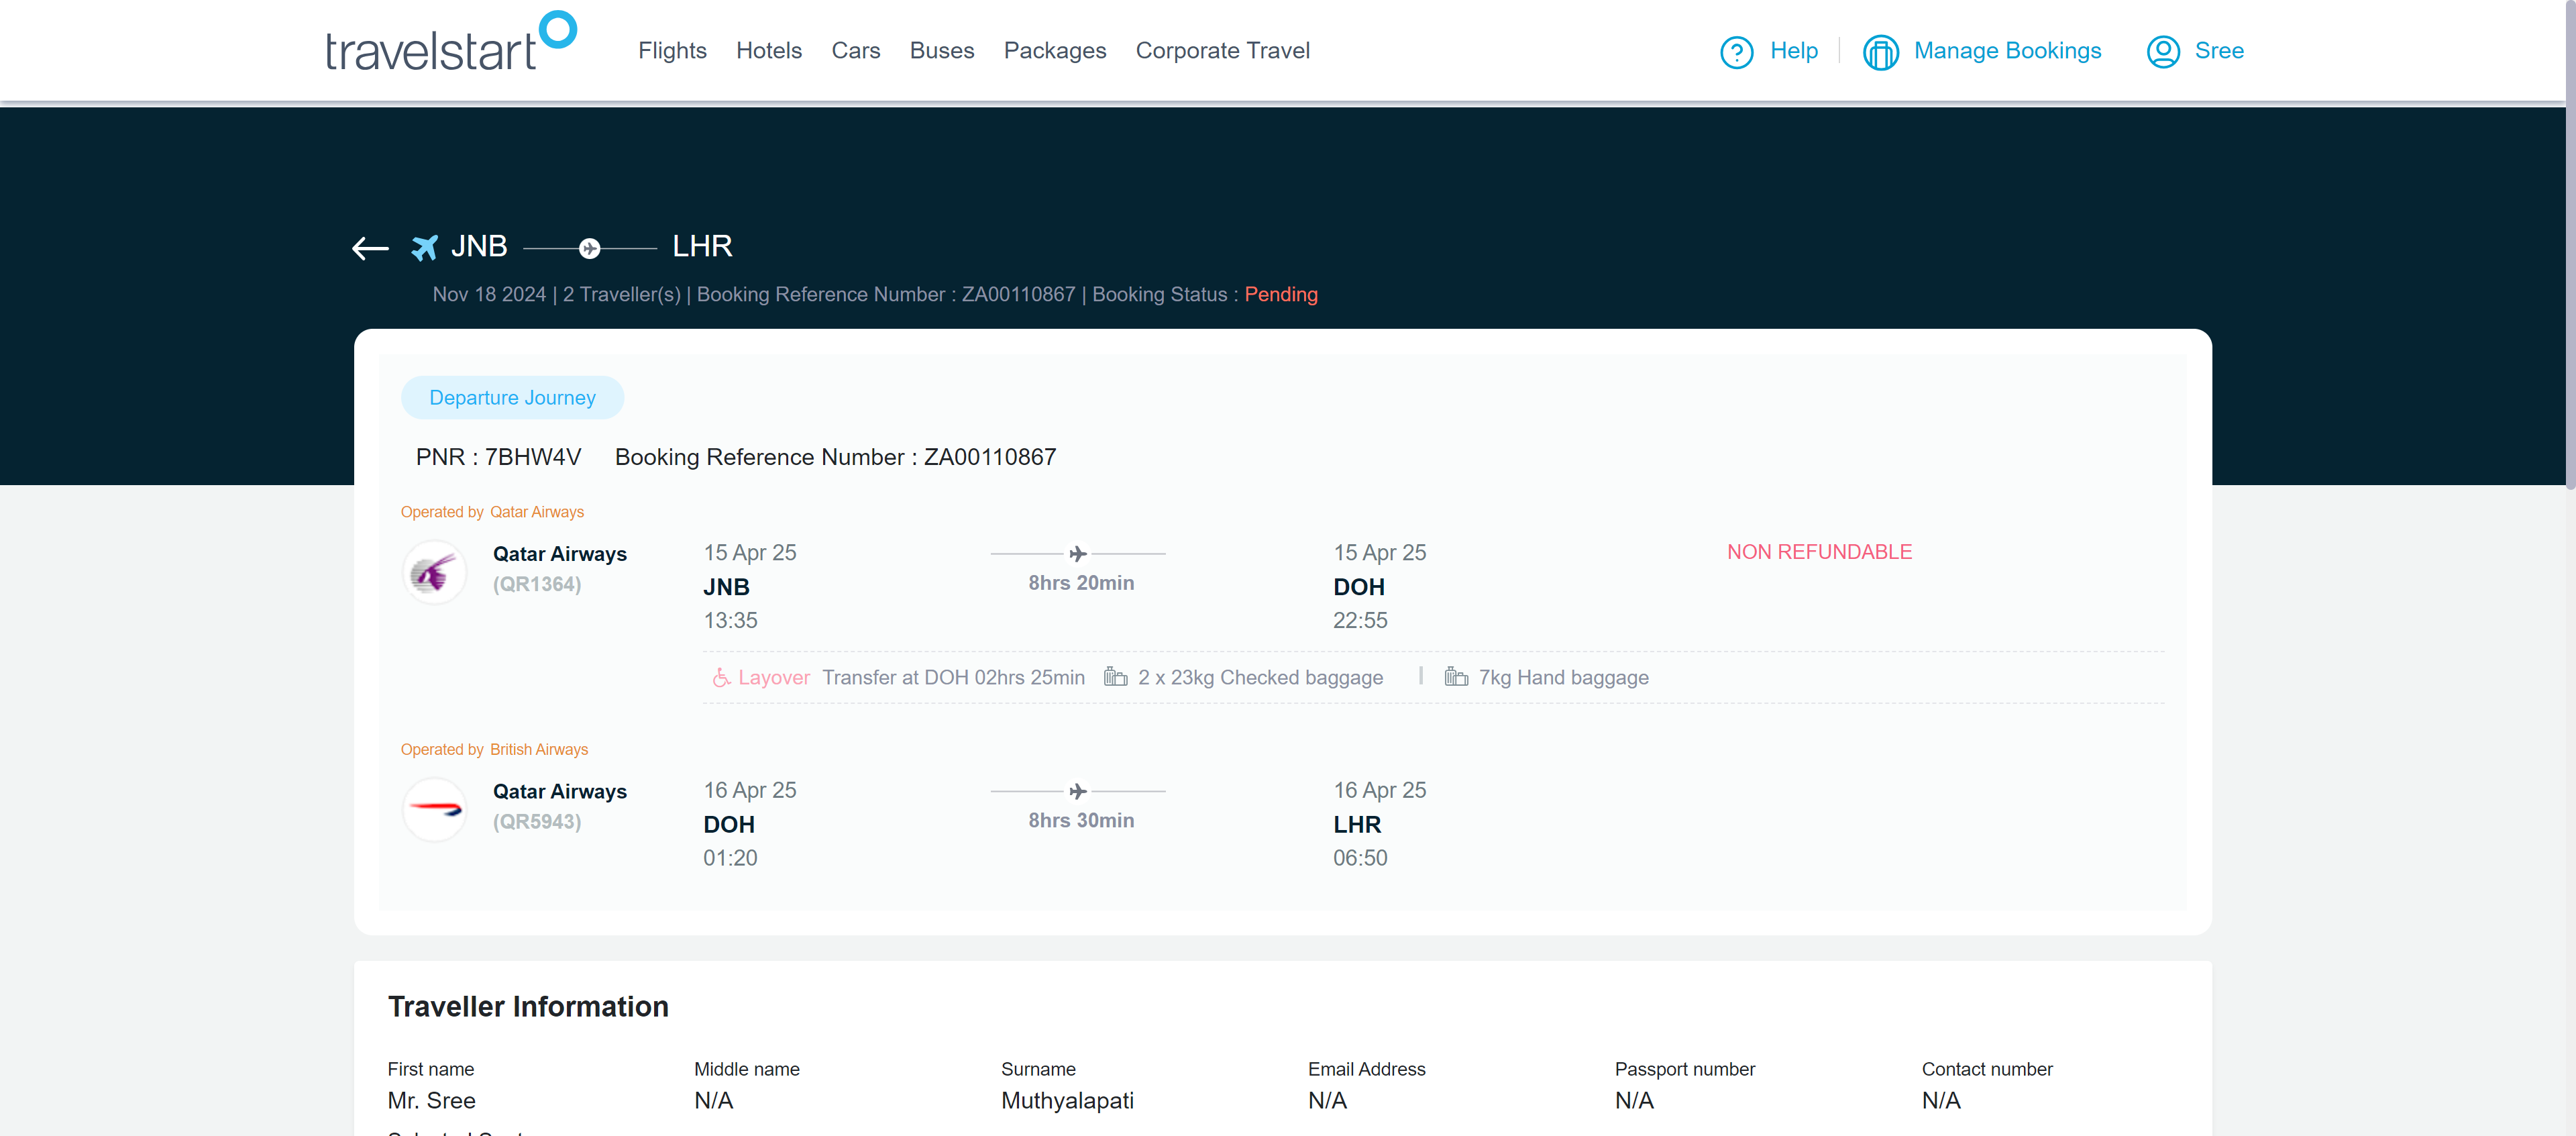 travelstart Flights Hotels Cars Buses Packages Corporate Travel Help Manage Bookings Sree
JNB LHR
Nov 18 2024 | 2 Traveller(s) | Booking Reference Number : ZA00110867 | Booking Status : Pending
Departure Journey
PNR : 7BHW4V Booking Reference Number : ZA00110867
Operated by Qatar Airways
Qatar Airways 15 Apr 25 15 Apr 25 NON REFUNDABLE
(QR1364) JNB 8hrs 20min DOH
13:35 22:55
Layover Transfer at DOH 02hrs 25min 2 x 23kg Checked baggage | 7kg Hand baggage
Operated by British Airways
Qatar Airways 16 Apr 25 16 Apr 25
(QR5943) DOH 8hrs 30min LHR
01:20 06:50
Traveller Information
First name Middle name Surname Email Address Passport number Contact number
Mr. Sree N/A Muthyalapati N/A N/A N/A